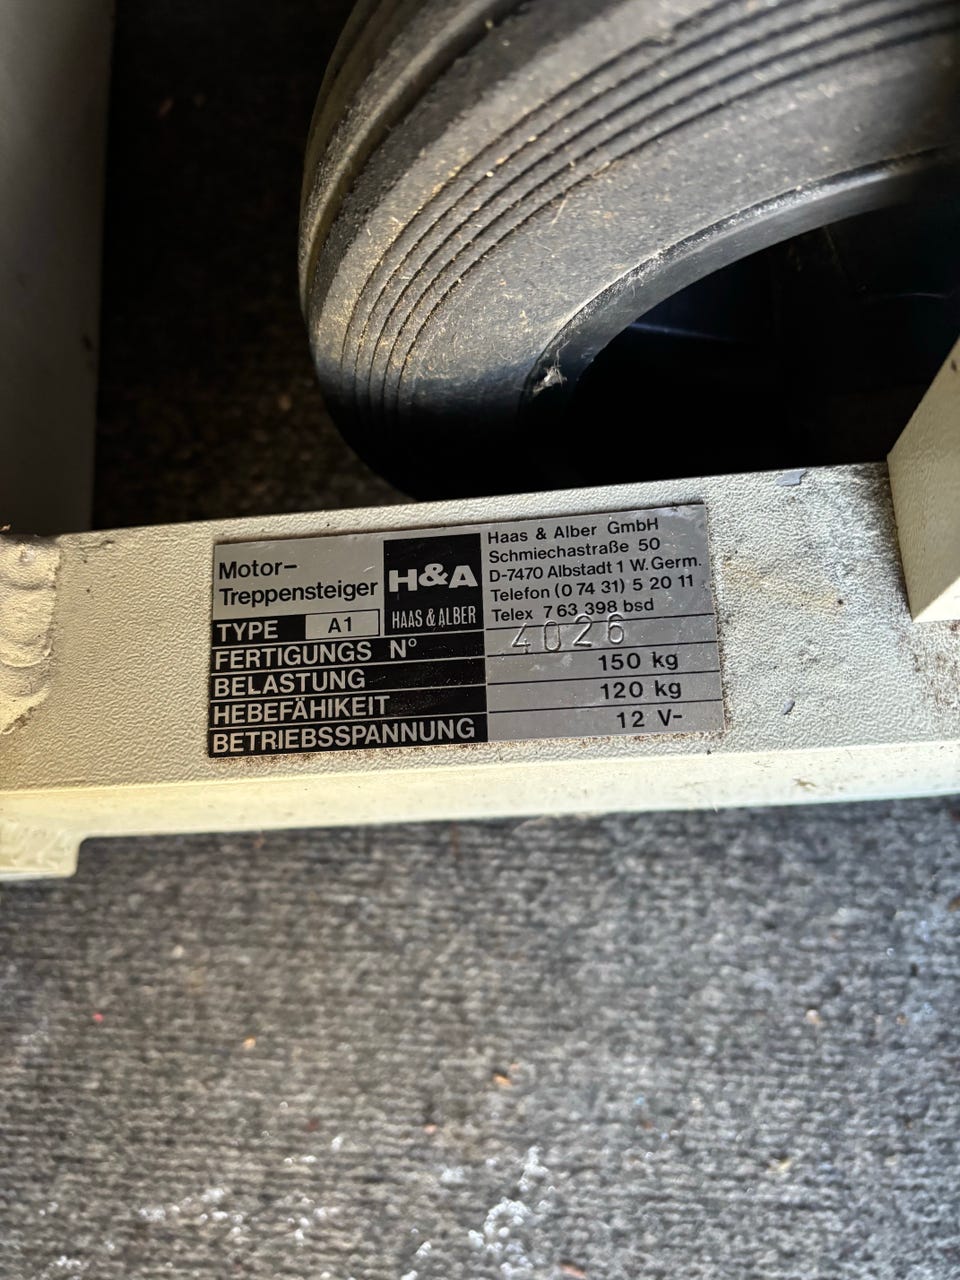 Motor-
Treppensteiger
H&A
HAAS & ALBER
Haas & Alber GmbH
Schmiechastraße 50
D-7470 Albstadt 1 W. Germ.
Telefon (0 74 31) 5 20 11
Telex 7 63 398 bsd
TYPE A1
FERTIGUNGS N° 4026
BELASTUNG 150 kg
HEBEFÄHIKEIT 120 kg
BETRIEBSSPANNUNG 12 V-